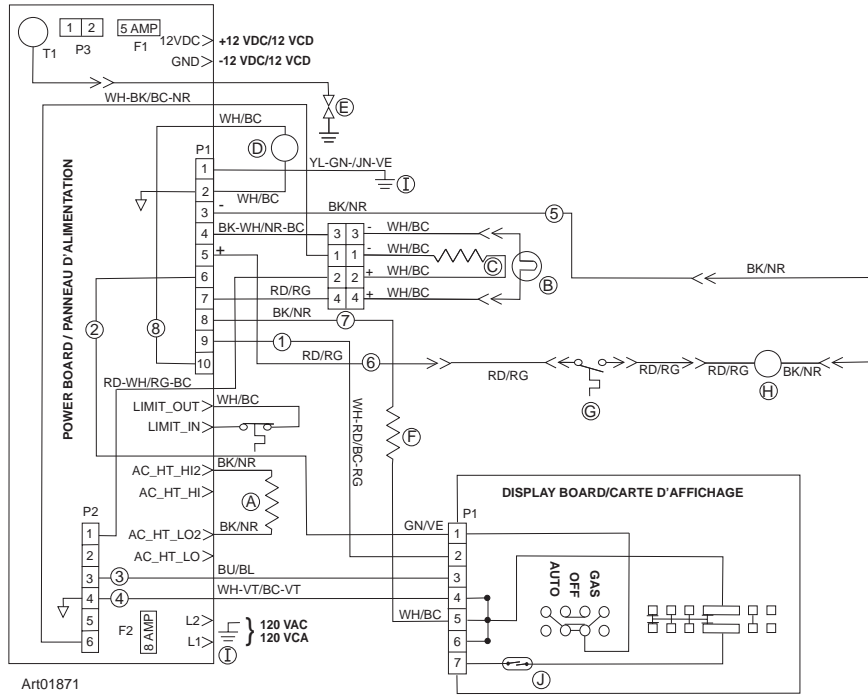 T1
1 2
P3
5 AMP
F1
12VDC
+12 VDC/12 VCD
GND
-12 VDC/12 VCD
WH-BK/BC-NR
WH/BC
D
E
P1
POWER BOARD / PANNEAU D'ALIMENTATION
1
2
3
4
5
6
7
8
9
10
YL-GN-/JN-VE
I
WH/BC
-
BK/NR
5
BK/NR
BK-WH/NR-BC
+
3 3 - WH/BC
1 1 - WH/BC
2 2 + WH/BC
4 4 + WH/BC
C
B
RD/RG
BK/NR
7
2
8
1
6
RD/RG
RD/RG
RD/RG
RD/RG
H
BK/NR
G
RD-WH/RG-BC
WH-RD/BC-RG
F
LIMIT_OUT
WH/BC
LIMIT_IN
AC_HT_HI2
BK/NR
AC_HT_HI
A
AC_HT_LO2
BK/NR
AC_HT_LO
P2
1
2
3
4
5
6
3
BU/BL
4
WH-VT/BC-VT
F2
8 AMP
L2
L1
I
120 VAC
120 VCA
GN/VE
WH/BC
DISPLAY BOARD/CARTE D'AFFICHAGE
P1
1
2
3
4
5
6
7
AUTO
OFF
GAS
J
Art01871